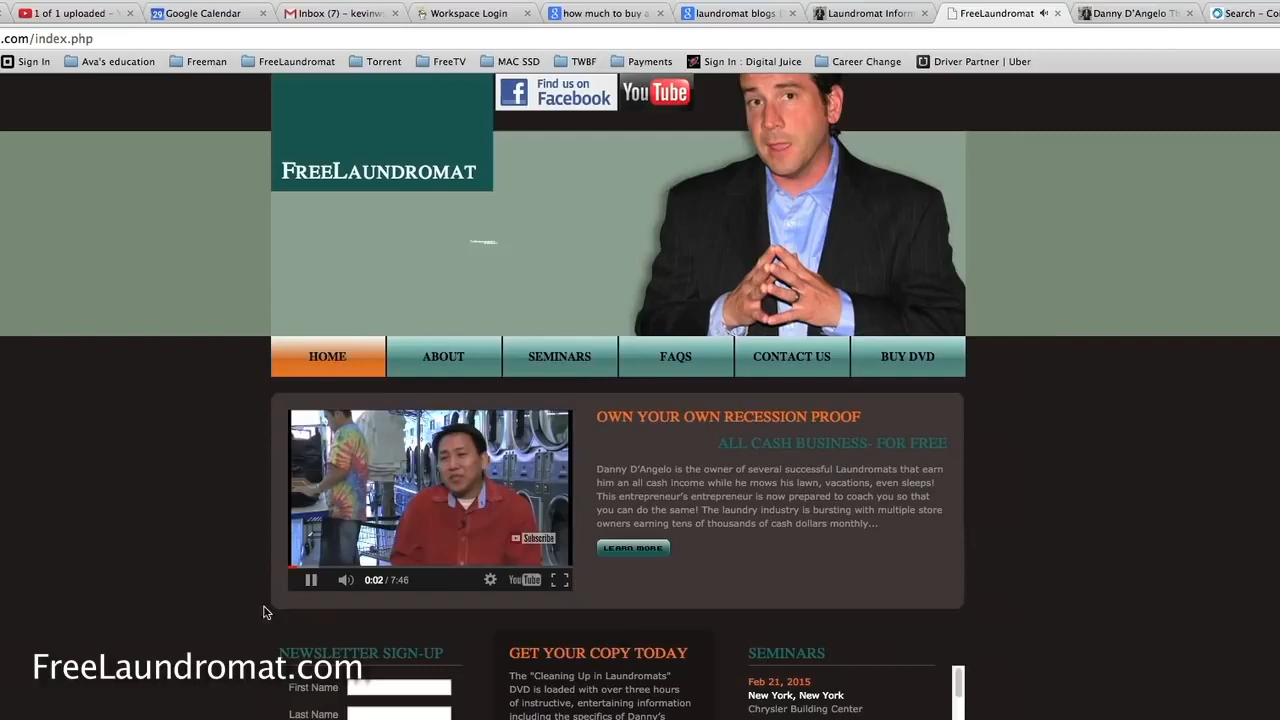 1 of 1 uploaded -
29 Google Calendar
Inbox (7) - kevinw
Workspace Login
how much to buy a
laundromat blogs
Laundromat Inform
FreeLaundromat
Danny D'Angelo Th
Search - Co
.com/index.php
Sign In
Ava's education
Freeman
FreeLaundromat
Torrent
FreeTV
MAC SSD
TWBF
Payments
Sign In : Digital Juice
Career Change
Driver Partner | Uber
Find us on
Facebook
YouTube
FREELAUNDROMAT
HOME
ABOUT
SEMINARS
FAQS
CONTACT US
BUY DVD
Subscribe
0:02 / 7:46
YouTube
OWN YOUR OWN RECESSION PROOF
ALL CASH BUSINESS- FOR FREE
Danny D'Angelo is the owner of several successful Laundromats that earn
him an all cash income while he mows his lawn, vacations, even sleeps!
This entrepreneur's entrepreneur is now prepared to coach you so that
you can do the same! The laundry industry is bursting with multiple store
owners earning tens of thousands of cash dollars monthly...
LEARN MORE
NEWSLETTER SIGN-UP
First Name
Last Name
FreeLaundromat.com
GET YOUR COPY TODAY
The "Cleaning Up in Laundromats"
DVD is loaded with over three hours
of instructive, entertaining information
including the specifics of Danny's
SEMINARS
Feb 21, 2015
New York, New York
Chrysler Building Center